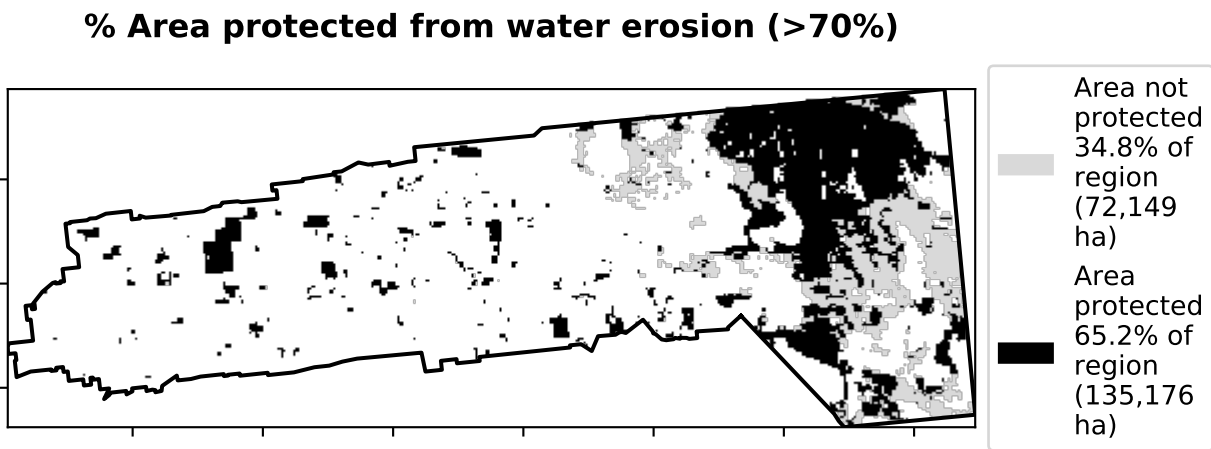 % Area protected from water erosion (>70%)
Area not
protected
34.8% of
region
(72,149
ha)
Area
protected
65.2% of
region
(135,176
ha)